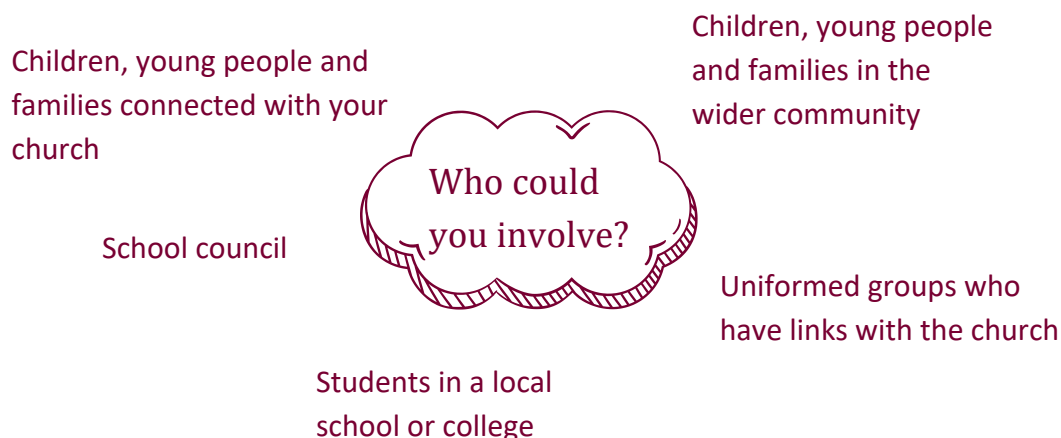 Children, young people and
families connected with your
church
Children, young people
and families in the
wider community
Who could
you involve?
School council
Uniformed groups who
have links with the church
Students in a local
school or college